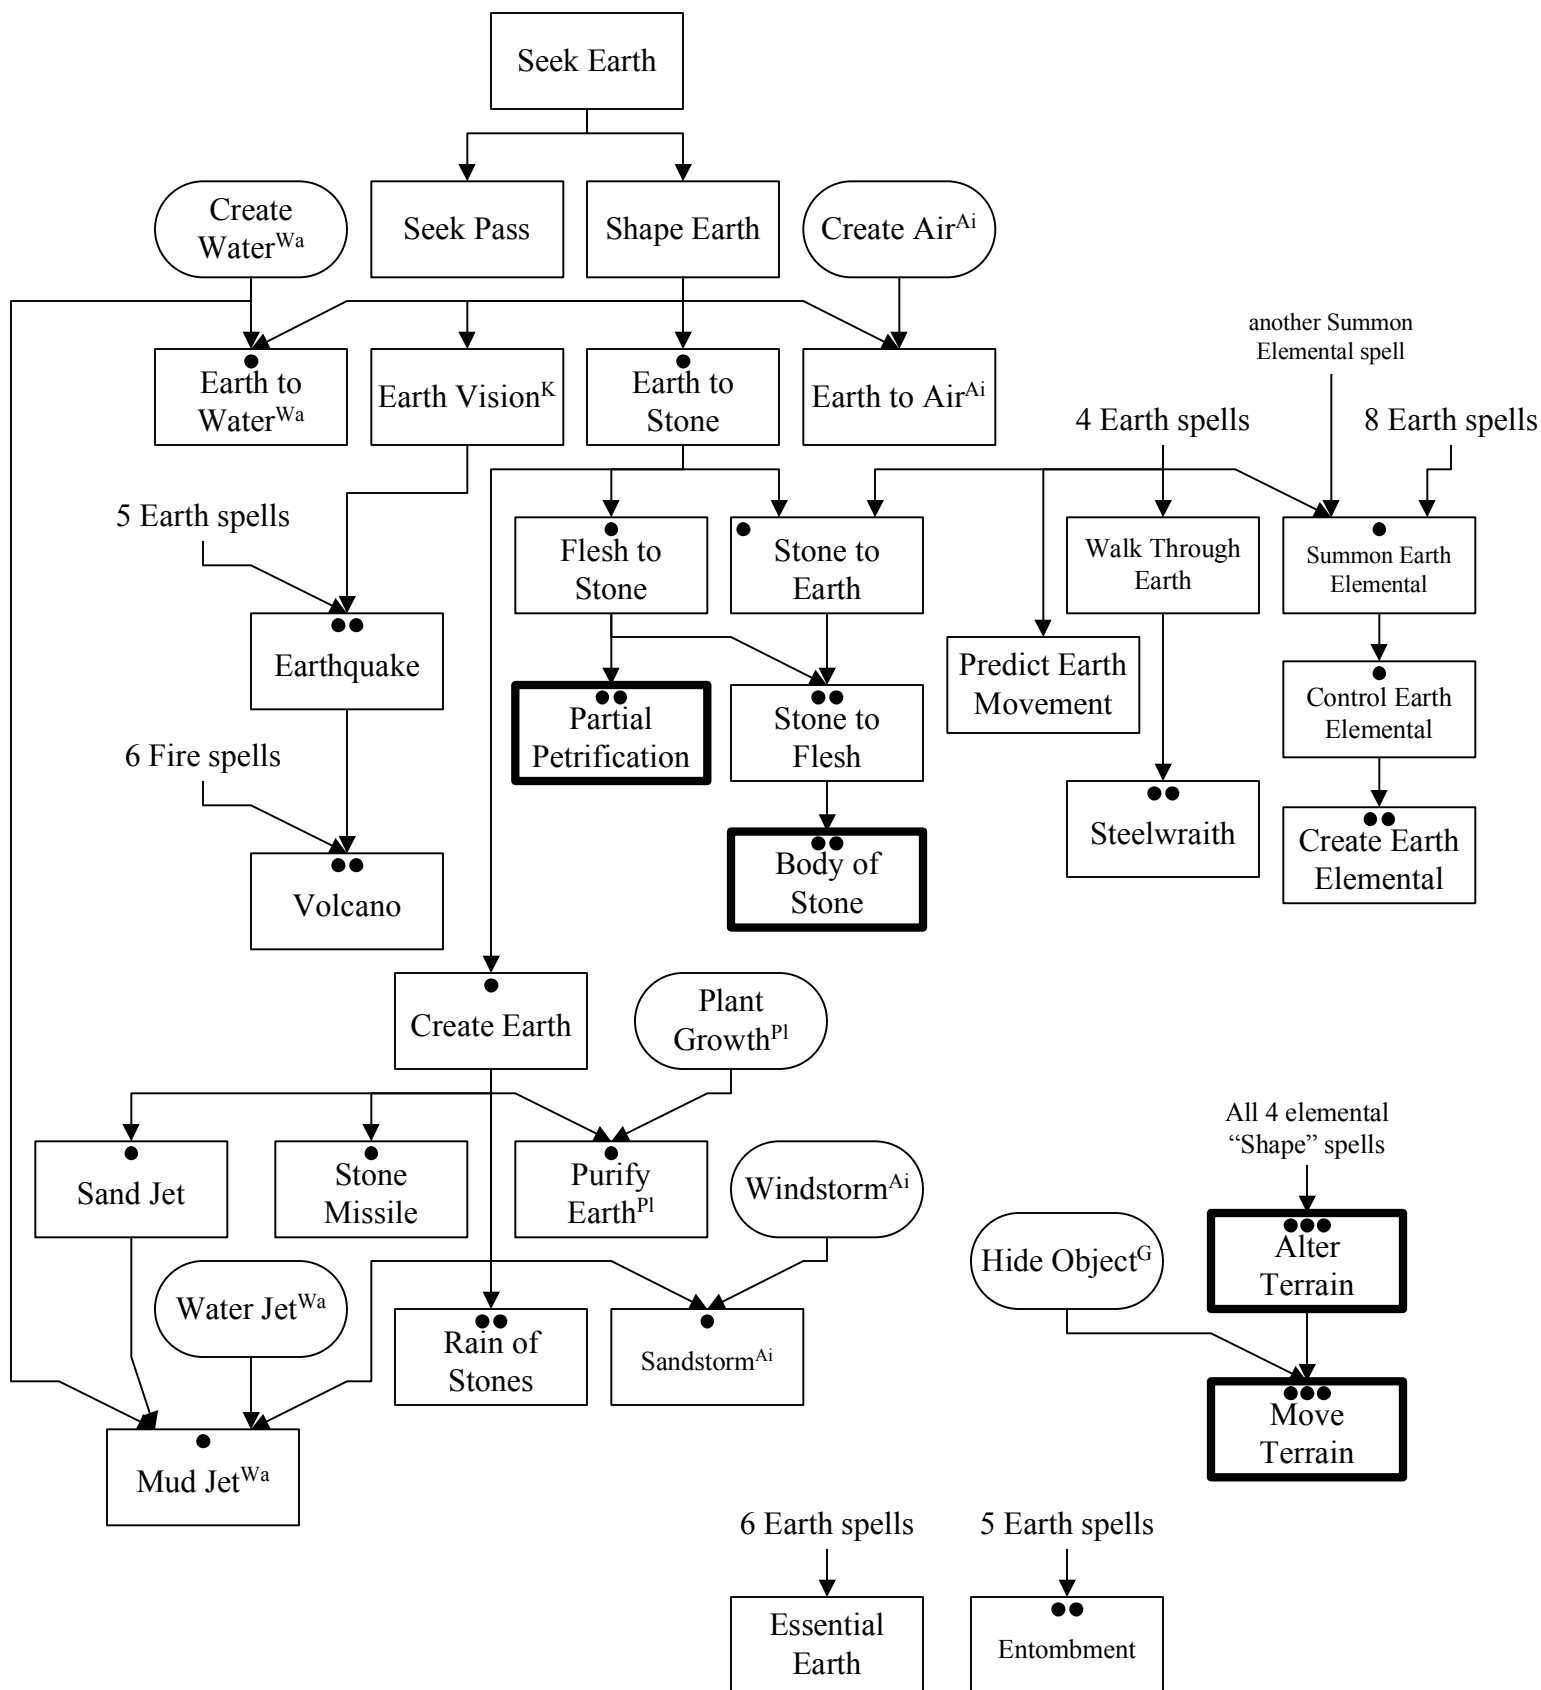 Seek Earth
Create
Water^Wa
Seek Pass
Shape Earth
Create Air^Ai
another Summon
Elemental spell
Earth to
Water^Wa
Earth Vision^K
Earth to
Stone
Earth to Air^Ai
4 Earth spells
8 Earth spells
5 Earth spells
Flesh to
Stone
Stone to
Earth
Walk Through
Earth
Summon Earth
Elemental
Earthquake
Predict Earth
Movement
Partial
Petrification
Stone to
Flesh
Control Earth
Elemental
6 Fire spells
Steelwraith
Create Earth
Elemental
Volcano
Body of
Stone
Create Earth
Plant
Growth^Pl
All 4 elemental
“Shape” spells
Sand Jet
Stone
Missile
Purify
Earth^Pl
Windstorm^Ai
Hide Object^G
Alter
Terrain
Water Jet^Wa
Rain of
Stones
Sandstorm^Ai
Move
Terrain
Mud Jet^Wa
6 Earth spells
5 Earth spells
Essential
Earth
Entombment